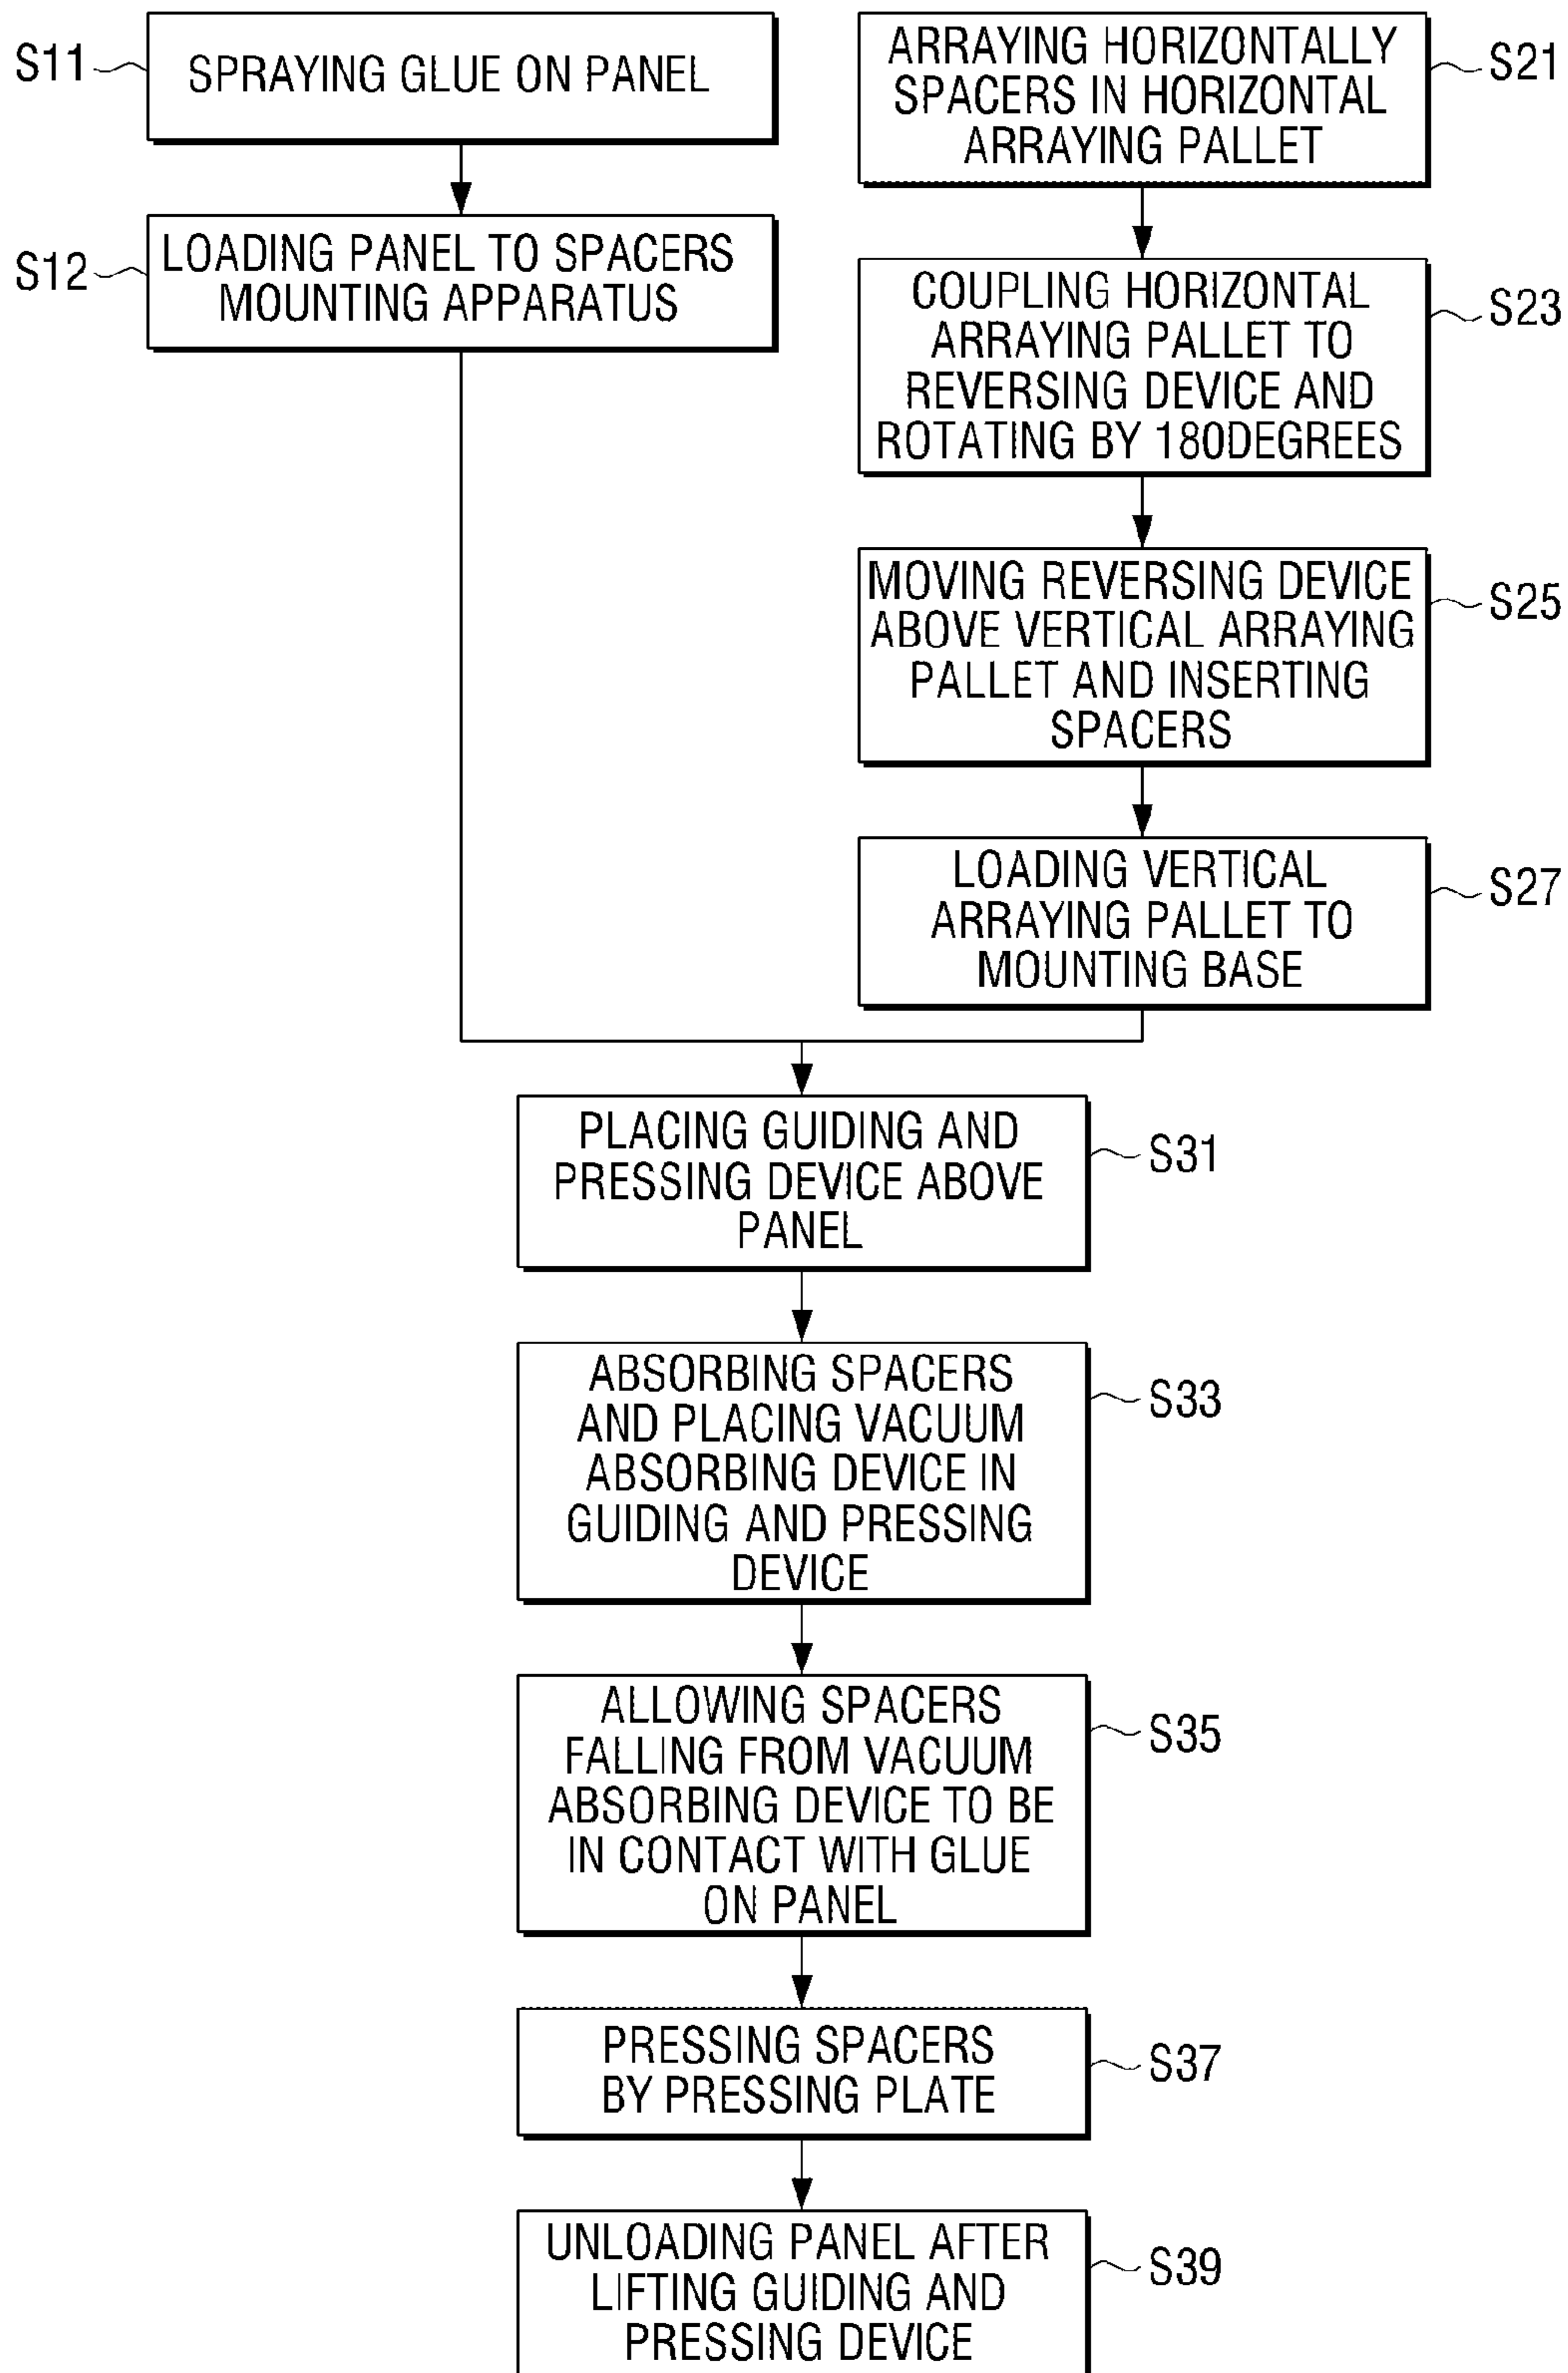 S11
SPRAYING GLUE ON PANEL
S12
LOADING PANEL TO SPACERS
MOUNTING APPARATUS
ARRAYING HORIZONTALLY
SPACERS IN HORIZONTAL
ARRAYING PALLET
S21
COUPLING HORIZONTAL
ARRAYING PALLET TO
REVERSING DEVICE AND
ROTATING BY 180DEGREES
S23
MOVING REVERSING DEVICE
ABOVE VERTICAL ARRAYING
PALLET AND INSERTING
SPACERS
S25
LOADING VERTICAL
ARRAYING PALLET TO
MOUNTING BASE
S27
PLACING GUIDING AND
PRESSING DEVICE ABOVE
PANEL
S31
ABSORBING SPACERS
AND PLACING VACUUM
ABSORBING DEVICE IN
GUIDING AND PRESSING
DEVICE
S33
ALLOWING SPACERS
FALLING FROM VACUUM
ABSORBING DEVICE TO BE
IN CONTACT WITH GLUE
ON PANEL
S35
PRESSING SPACERS
BY PRESSING PLATE
S37
UNLOADING PANEL AFTER
LIFTING GUIDING AND
PRESSING DEVICE
S39